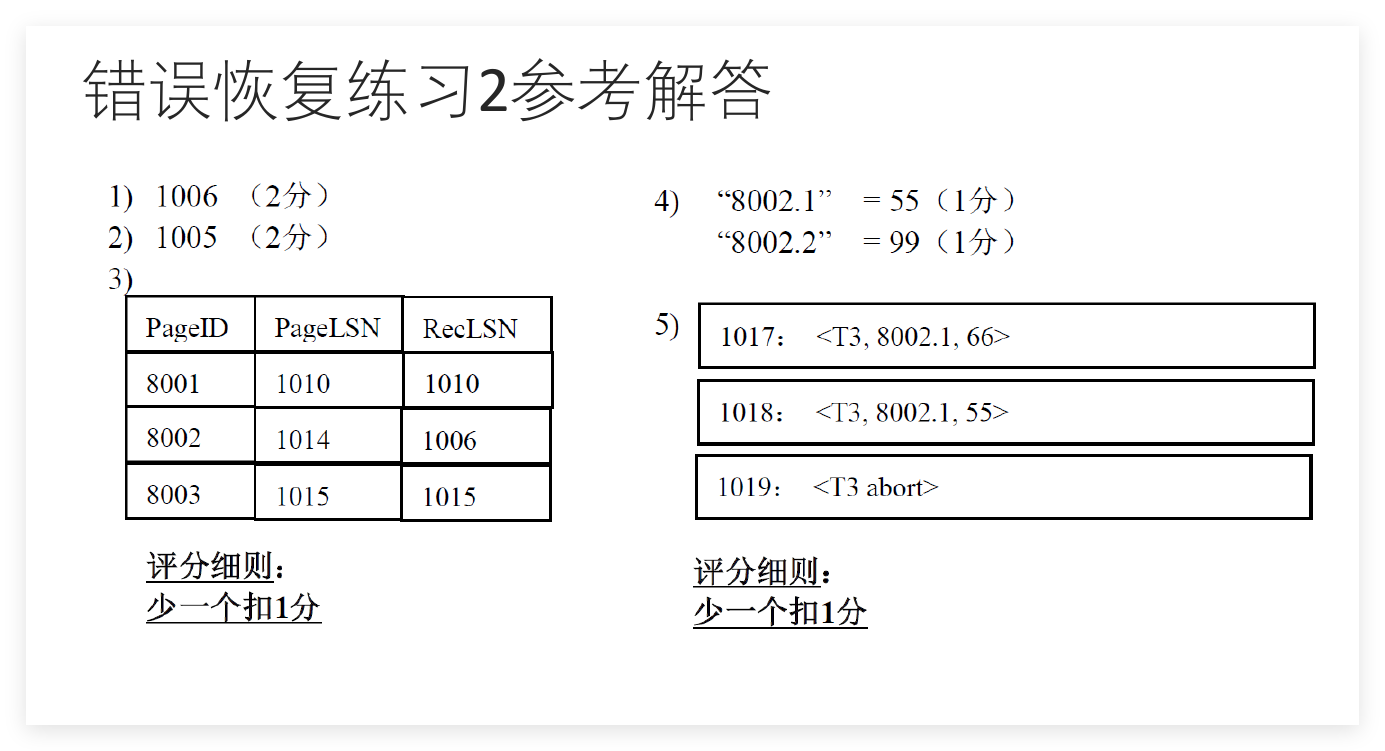 错误恢复练习2参考解答
1) 1006 （2分）
2) 1005 （2分）
3)
PageID PageLSN RecLSN
8001 1010 1010
8002 1014 1006
8003 1015 1015
评分细则：
少一个扣1分
4) “8002.1” = 55（1分）
“8002.2” = 99（1分）
5)
1017： <T3, 8002.1, 66>
1018： <T3, 8002.1, 55>
1019： <T3 abort>
评分细则：
少一个扣1分